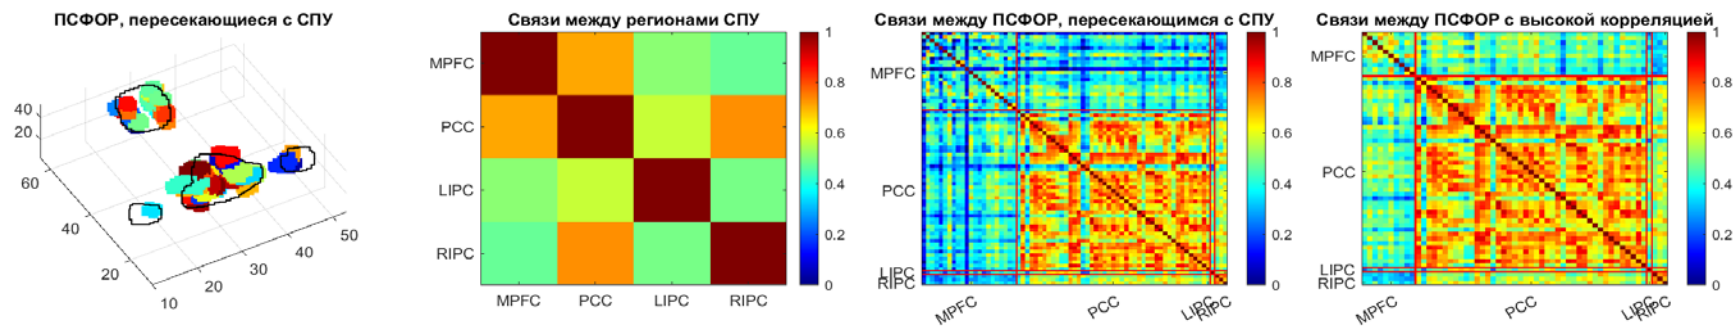 ПСФОР, пересекающиеся с СПУ
40
20
60
40
20
10
20
30
40
50
Связи между регионами СПУ
MPFC
PCC
LIPC
RIPC
MPFC PCC LIPC RIPC
1
0.8
0.6
0.4
0.2
0
Связи между ПСФОР, пересекающимся с СПУ
MPFC
PCC
LIPC
RIPC
MPFC PCC LIPC RIPC
1
0.8
0.6
0.4
0.2
0
Связи между ПСФОР с высокой корреляцией
MPFC
PCC
LIPC
RIPC
MPFC PCC LIPC RIPC
1
0.8
0.6
0.4
0.2
0